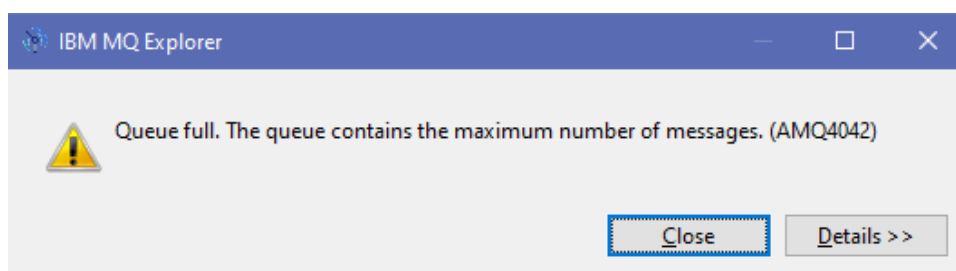 IBM MQ Explorer
Queue full. The queue contains the maximum number of messages. (AMQ4042)
Close
Details >>